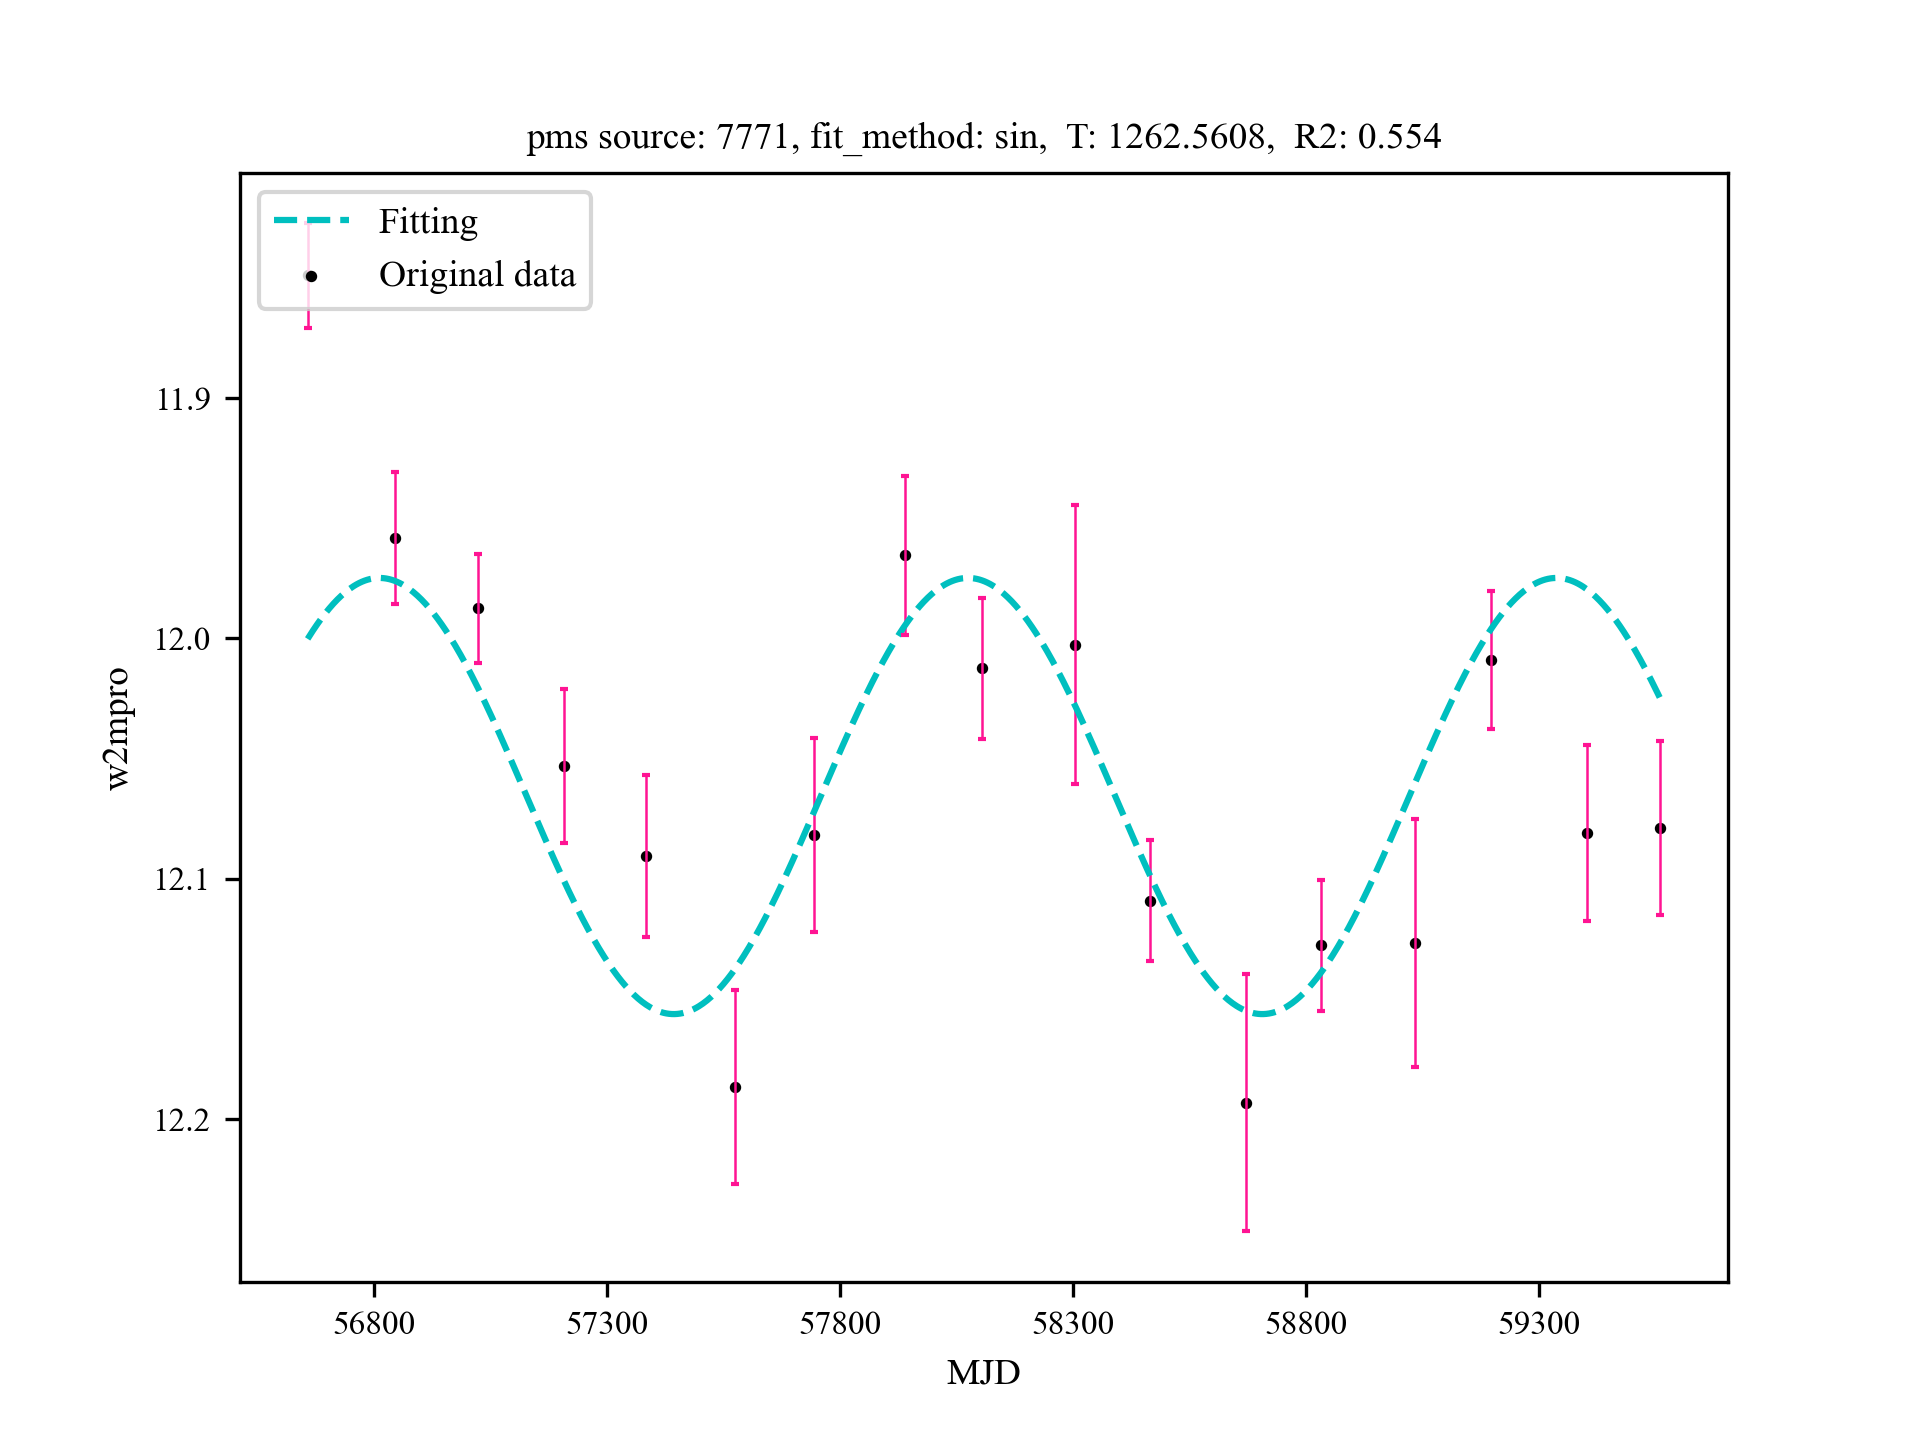 pms source: 7771, fit_method: sin,  T: 1262.5608,  R2: 0.554
Fitting
Original data
11.9
12.0
12.1
12.2
w2mpro
56800
57300
57800
58300
58800
59300
MJD